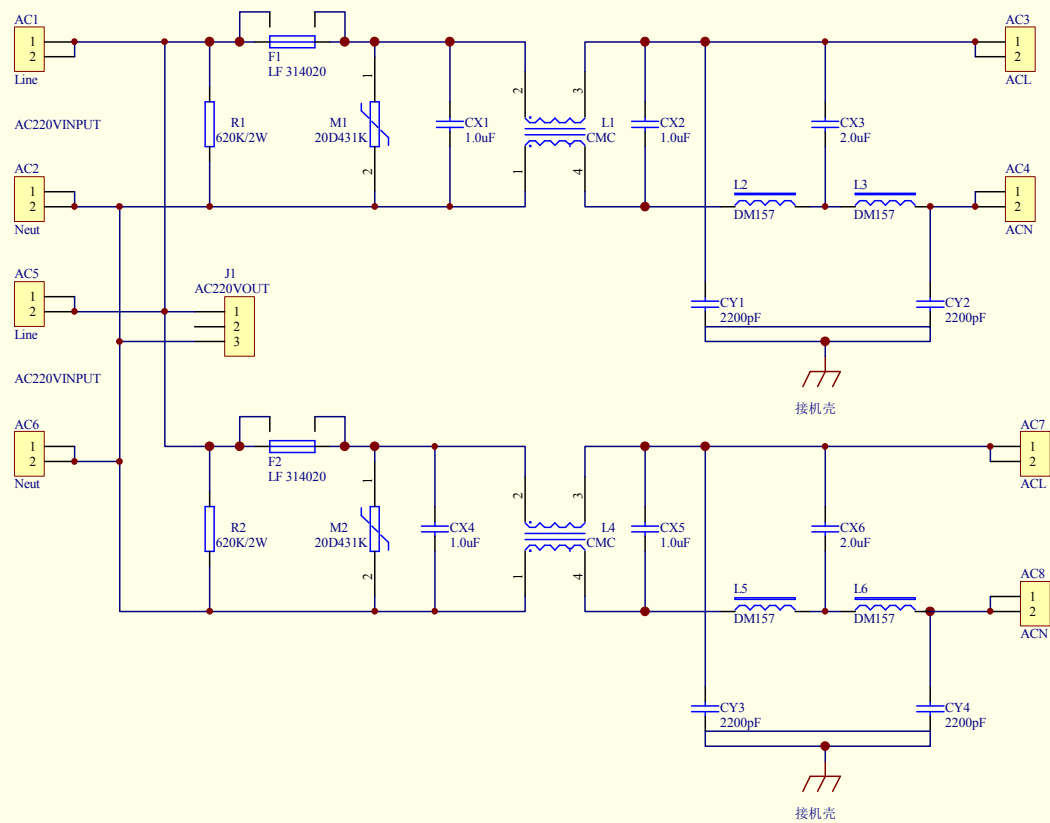 AC1
1
2
Line
AC220VINPUT
AC2
1
2
Neut
F1
LF 314020
R1
620K/2W
1
M1
20D431K
2
CX1
1.0uF
2
3
L1
CMC
1
4
CX2
1.0uF
CX3
2.0uF
AC3
1
2
ACL
L2
DM157
L3
DM157
AC4
1
2
ACN
AC5
1
2
Line
AC220VINPUT
J1
AC220VOUT
1
2
3
CY1
2200pF
CY2
2200pF
接机壳
AC6
1
2
Neut
F2
LF 314020
R2
620K/2W
1
M2
20D431K
2
CX4
1.0uF
2
3
L4
CMC
1
4
CX5
1.0uF
CX6
2.0uF
AC7
1
2
ACL
L5
DM157
L6
DM157
AC8
1
2
ACN
CY3
2200pF
CY4
2200pF
接机壳